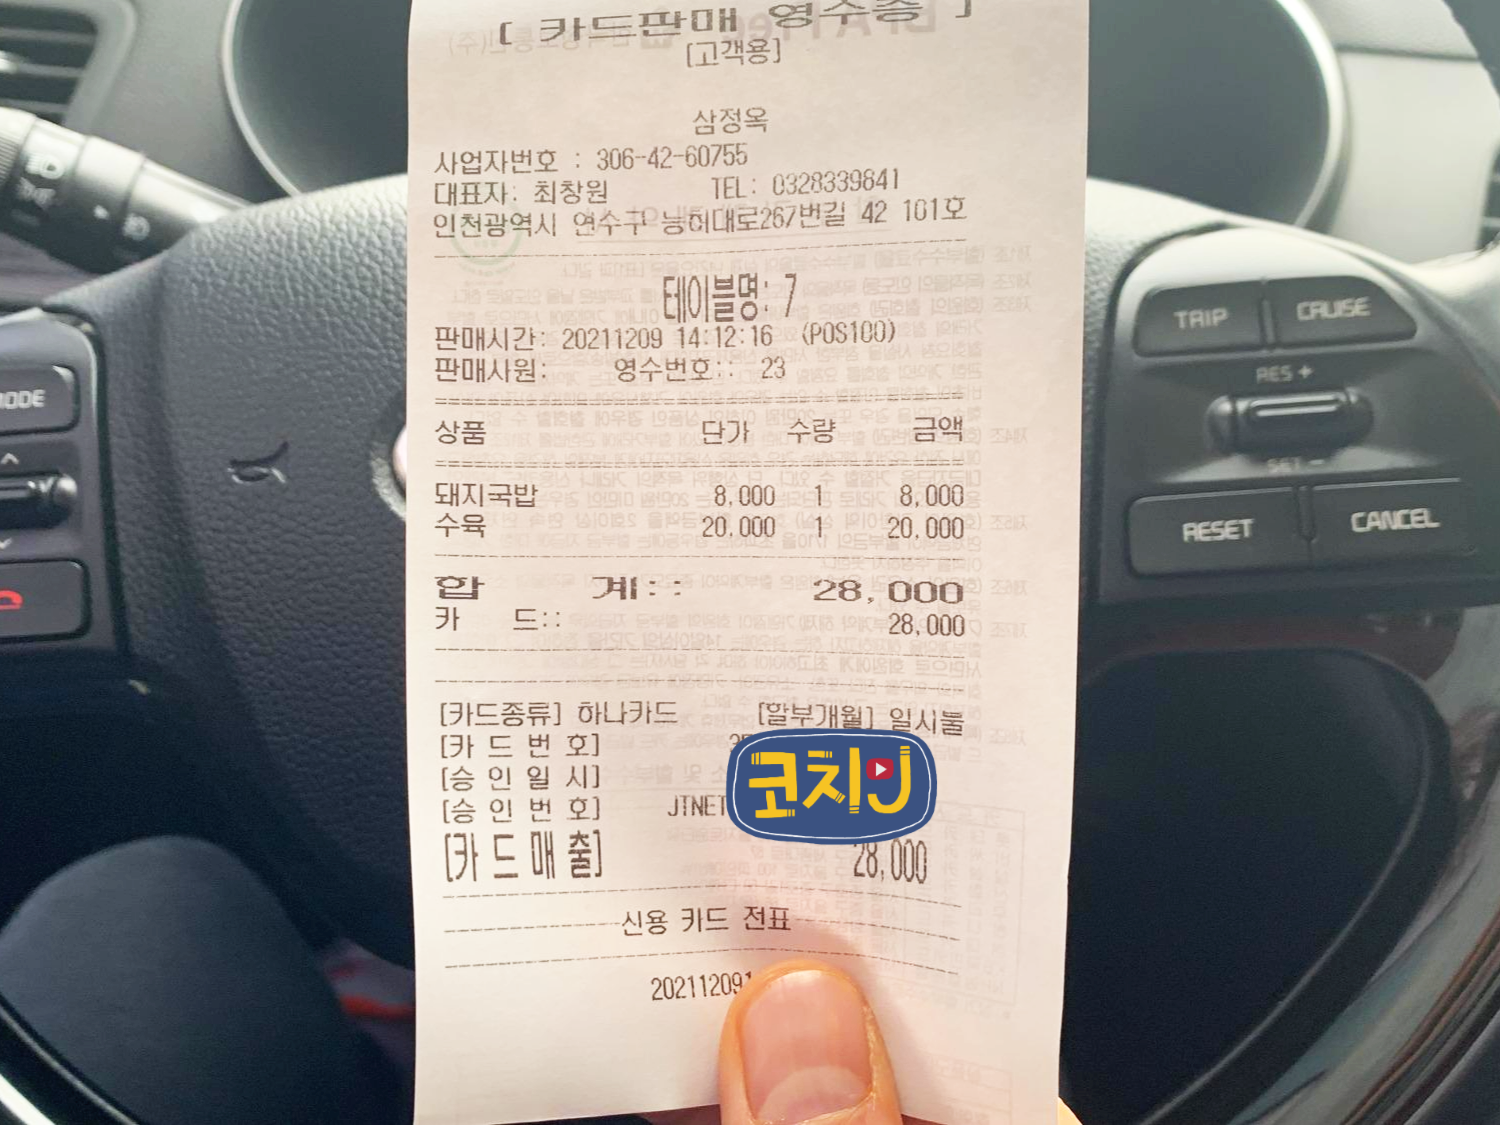 [ 카드판매 영수증 ]
[고객용]
삼정옥
사업자번호 : 306-42-60755
대표자: 최창원 TEL: 0328339841
인천광역시 연수구 능허대로267번길 42 101호
테이블명: 7
판매시간: 20211209 14:12:16 (POS100)
판매사원: 영수번호:: 23
상품 단가 수량 금액
돼지국밥 8,000 1 8,000
수육 20,000 1 20,000
합 계:: 28,000
카 드:: 28,000
[카드종류] 하나카드 [할부개월] 일시불
[카 드 번 호]
[승 인 일 시]
[승 인 번 호] JTNET
[카 드 매 출] 28,000
신용 카드 전표
202112091
코치J
TRIP CRUISE
RES +
SET -
RESET CANCEL
MODE